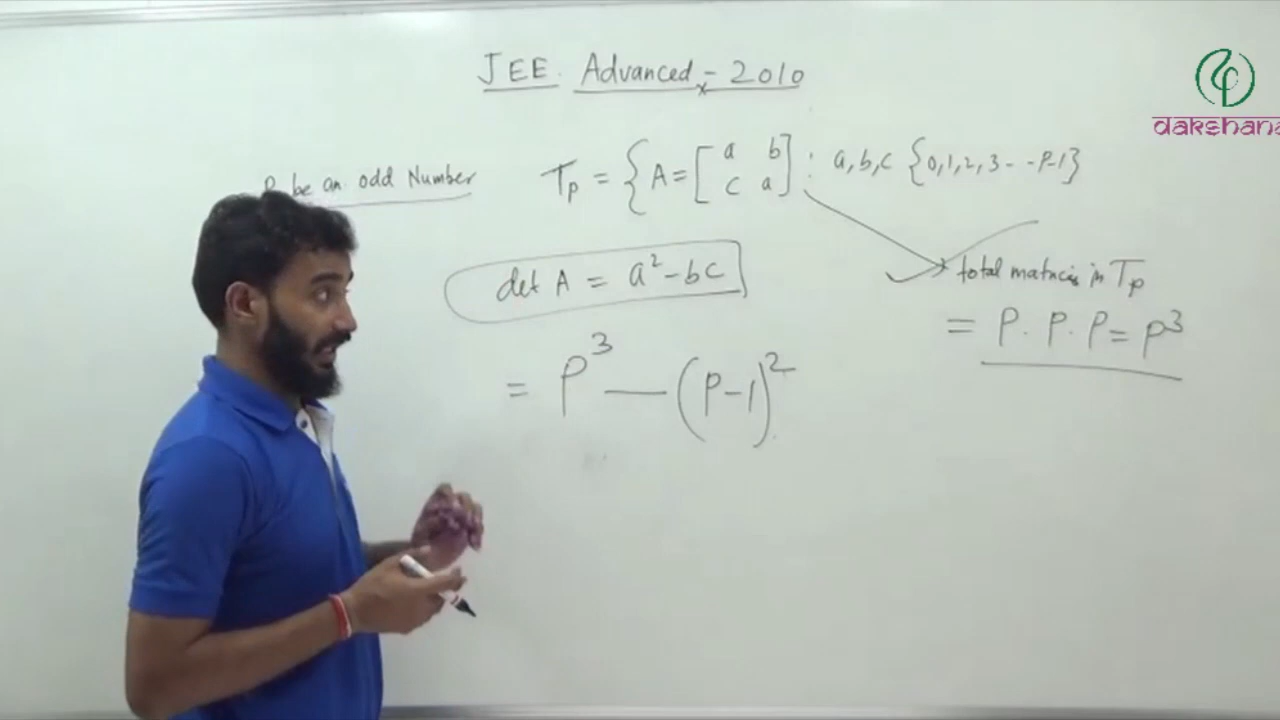 JEE Advanced - 2010
dakshana
P be an odd Number
Tp = { A = [ a b c a ] : a, b, c { 0, 1, 2, 3 - - P-1 }
det A = a² - bc
total matrices in Tp
= P. P. P = P³
= P³ — (P-1)²